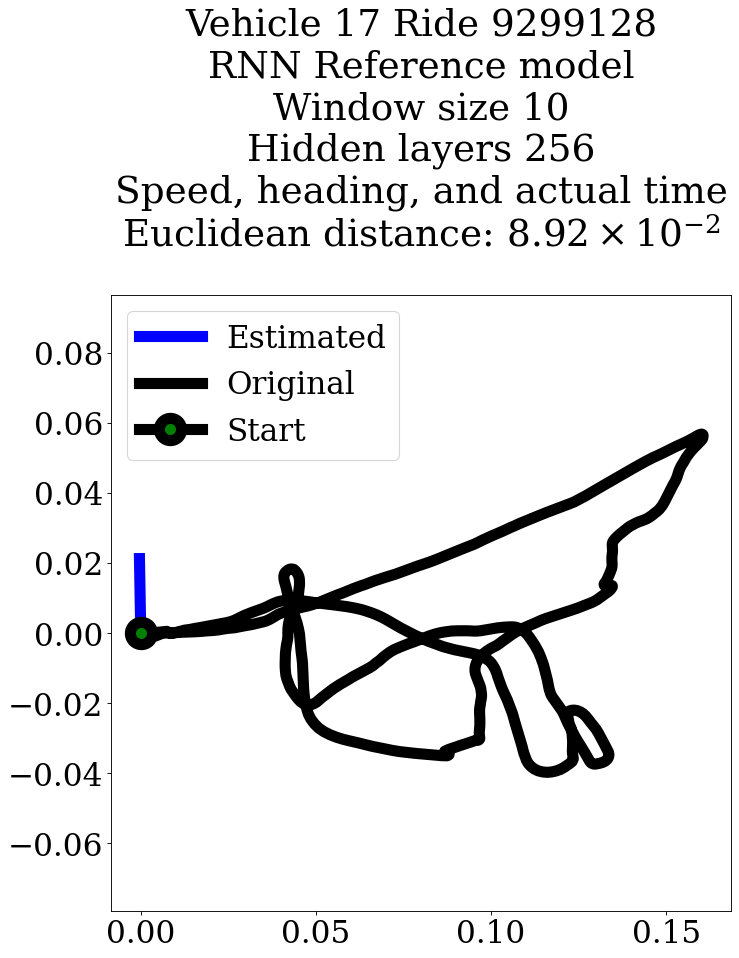 Vehicle 17 Ride 9299128
RNN Reference model
Window size 10
Hidden layers 256
Speed, heading, and actual time
Euclidean distance: 8.92 × 10⁻²
Estimated
Original
Start
0.08
0.06
0.04
0.02
0.00
−0.02
−0.04
−0.06
0.00 0.05 0.10 0.15